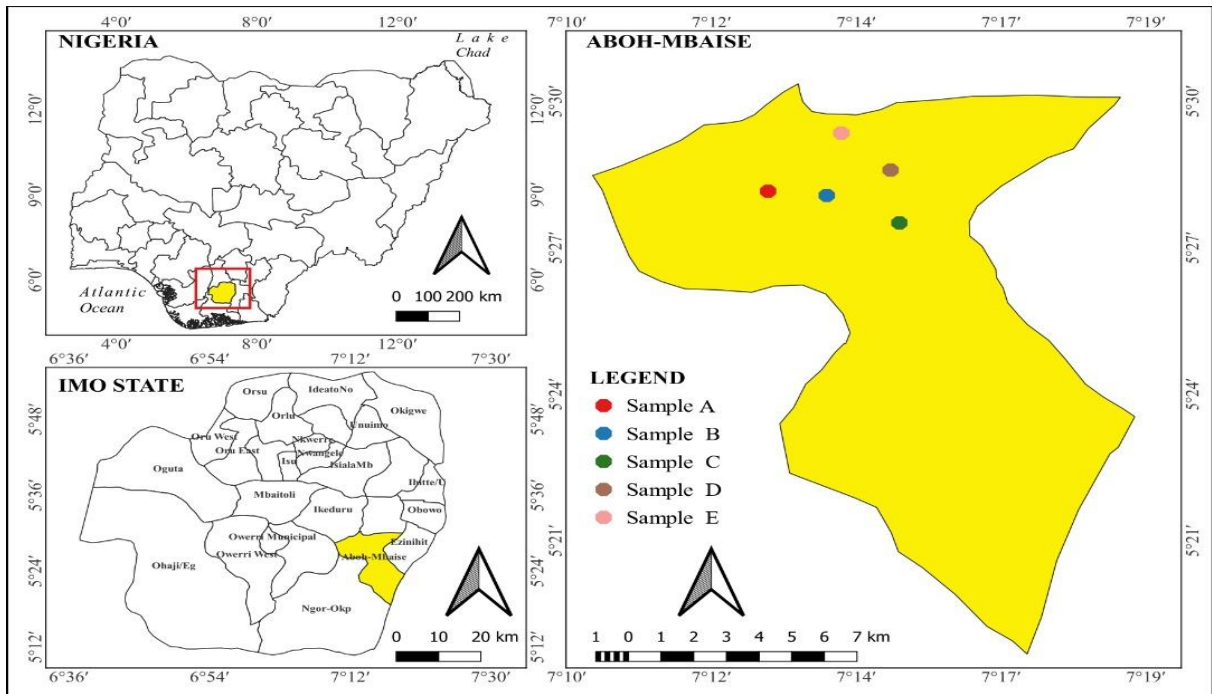 4°0′ 8°0′ 12°0′
NIGERIA
Lake
Chad
12°0′ 12°0′
9°0′ 9°0′
6°0′ 6°0′
Atlantic
Ocean
0 100 200 km
4°0′ 8°0′ 12°0′
6°36′ 6°54′ 7°12′ 7°30′
IMO STATE
Orsu
IdeatoNo
Orlu
Okigwe
Unuimo
Oru West
Nkwerre
Oru East
Nwangele
Isu
IsialaMb
Oguta
Ihitte/U
Mbaitoli
Ikeduru
Obowo
Owerri Municipal
Ezinihit
Owerri West
Aboh-Mbaise
Ohaji/Eg
Ngor-Okp
5°48′ 5°48′
5°36′ 5°36′
5°24′ 5°24′
5°12′ 5°12′
0 10 20 km
6°36′ 6°54′ 7°12′ 7°30′
7°10′ 7°12′ 7°14′ 7°17′ 7°19′
ABOH-MBAISE
5°30′ 5°30′
5°27′ 5°27′
5°24′ 5°24′
5°21′ 5°21′
LEGEND
Sample A
Sample B
Sample C
Sample D
Sample E
1 0 1 2 3 4 5 6 7 km
7°10′ 7°12′ 7°14′ 7°17′ 7°19′